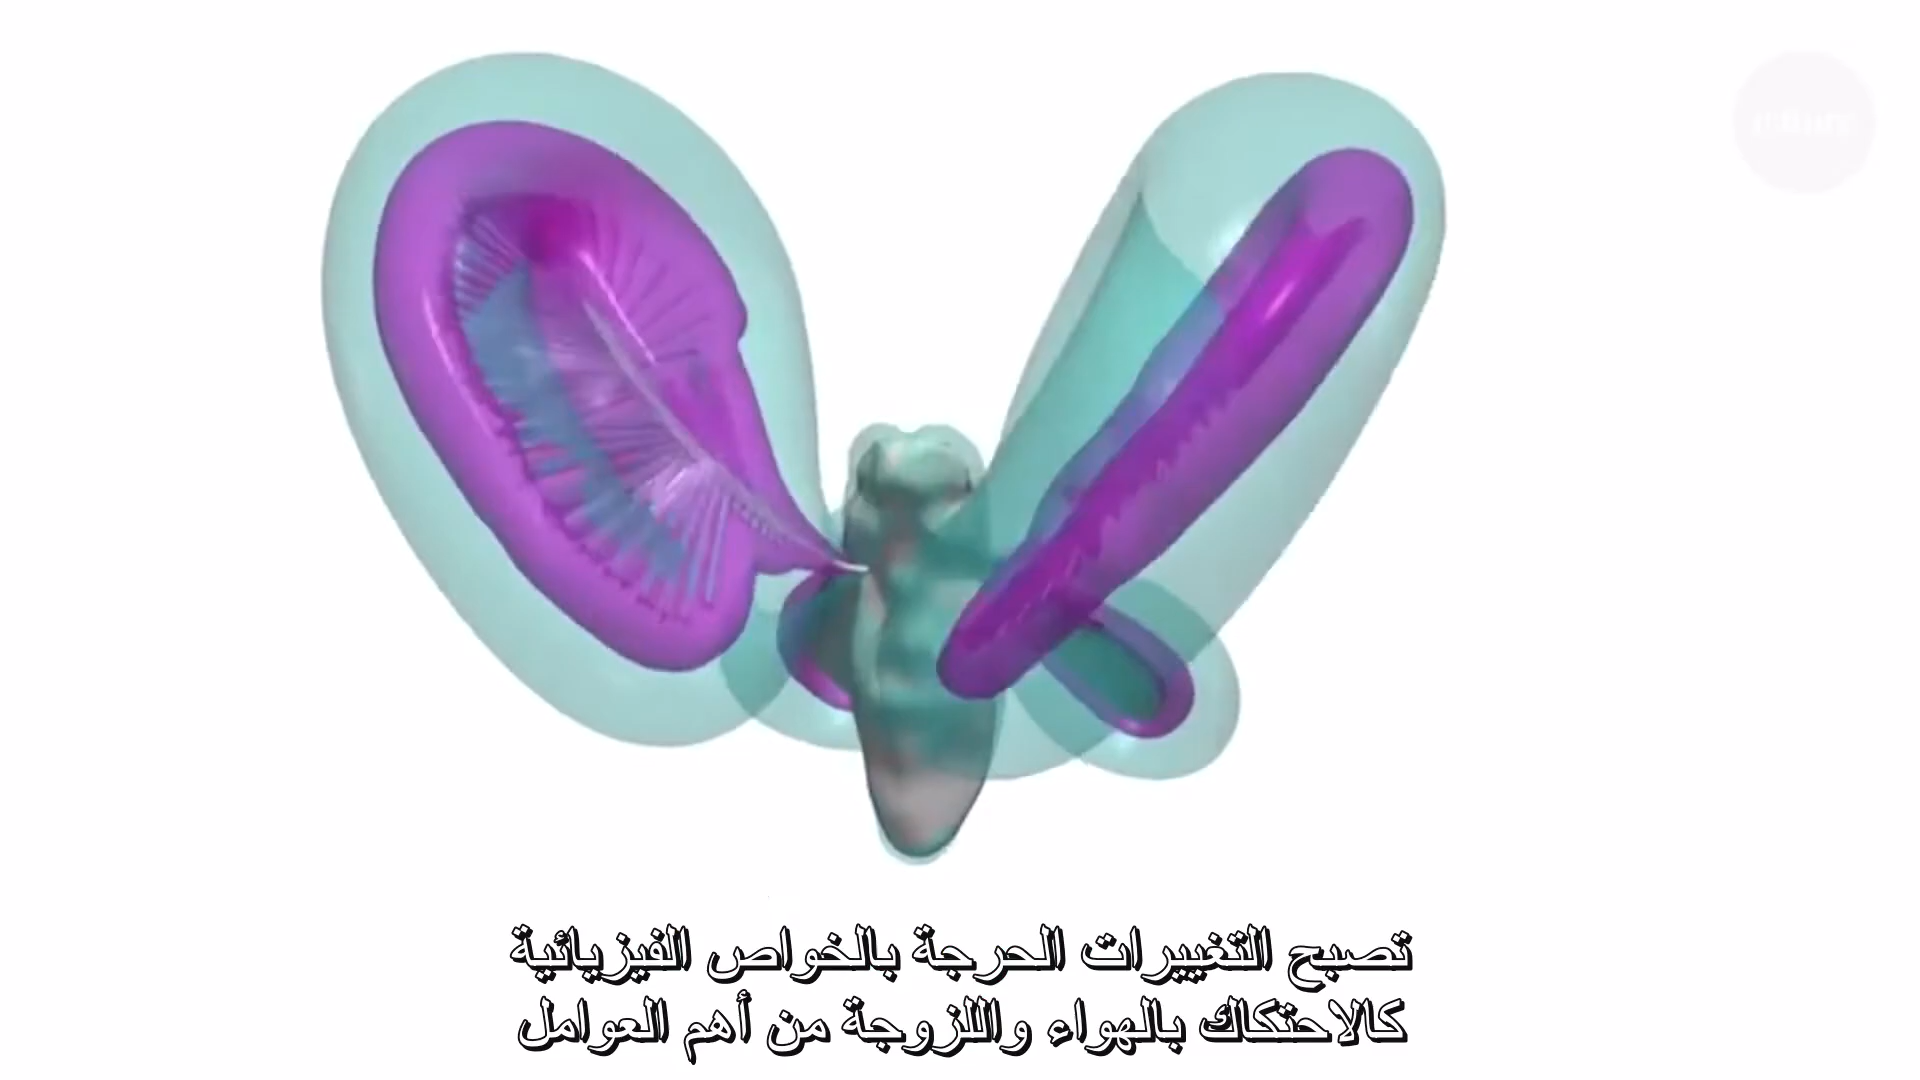 تصبح التغييرات الحرجة بالخواص الفيزيائية
كالاحتكاك بالهواء واللزوجة من أهم العوامل